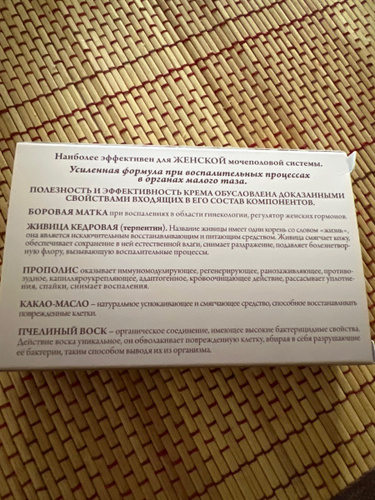 Наиболее эффективен для ЖЕНСКОЙ мочеполовой системы.
Усиленная формула при воспалительных процессах
в органах малого таза.
ПОЛЕЗНОСТЬ И ЭФФЕКТИВНОСТЬ КРЕМА ОБУСЛОВЛЕНА ДОКАЗАННЫМИ
СВОЙСТВАМИ ВХОДЯЩИХ В ЕГО СОСТАВ КОМПОНЕНТОВ.
БОРОВАЯ МАТКА при воспалениях в области гинекологии, регулятор женских гормонов.
ЖИВИЦА КЕДРОВАЯ (терпентин). Название живицы имеет один корень со словом «жизнь»,
она является исключительным восстанавливающим и питающим средством. Живица смягчает кожу,
обеспечивает сохранение в ней естественной влаги, снимает раздражение, подавляет болезнетвор-
ную флору, вызывающую воспалительные процессы.
ПРОПОЛИС оказывает иммуномодулирующее, регенерирующее, ранозаживляющее, противо-
зудное, капилляроукрепляющее, адаптогенное, кровоочищающее действие, рассасывает уплотне-
ния, спайки, снимает воспаления.
КАКАО-МАСЛО – натуральное успокаивающее и смягчающее средство, способное восстанавливать
поврежденные клетки.
ПЧЕЛИНЫЙ ВОСК – органическое соединение, имеющее высокие бактерицидные свойства.
Действие воска уникальное, он обволакивает поврежденную клетку, вбирая в себя разрушающие
её бактерии, таким способом выводя их из организма.